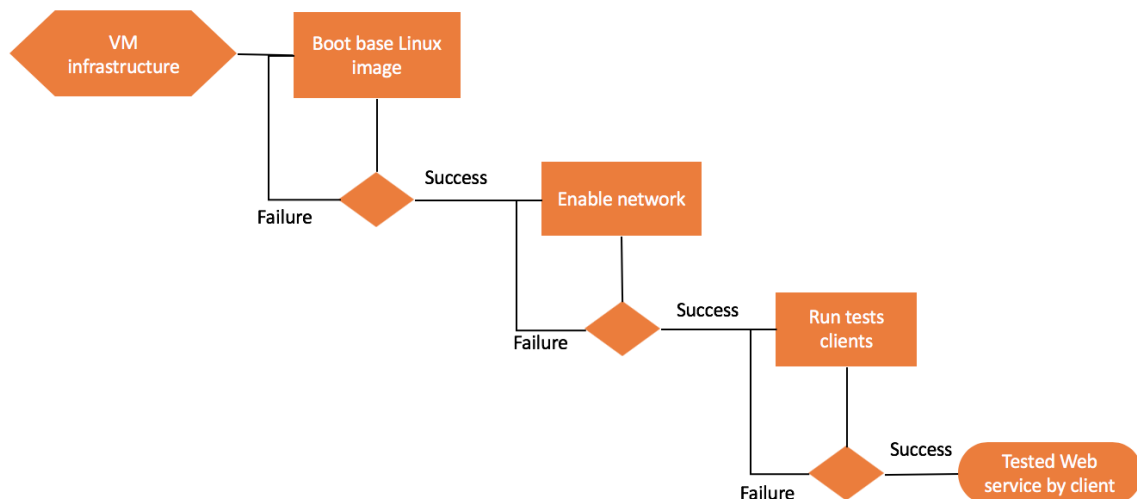 VM
infrastructure
Boot base Linux
image
Success
Failure
Enable network
Success
Failure
Run tests
clients
Success
Failure
Tested Web
service by client